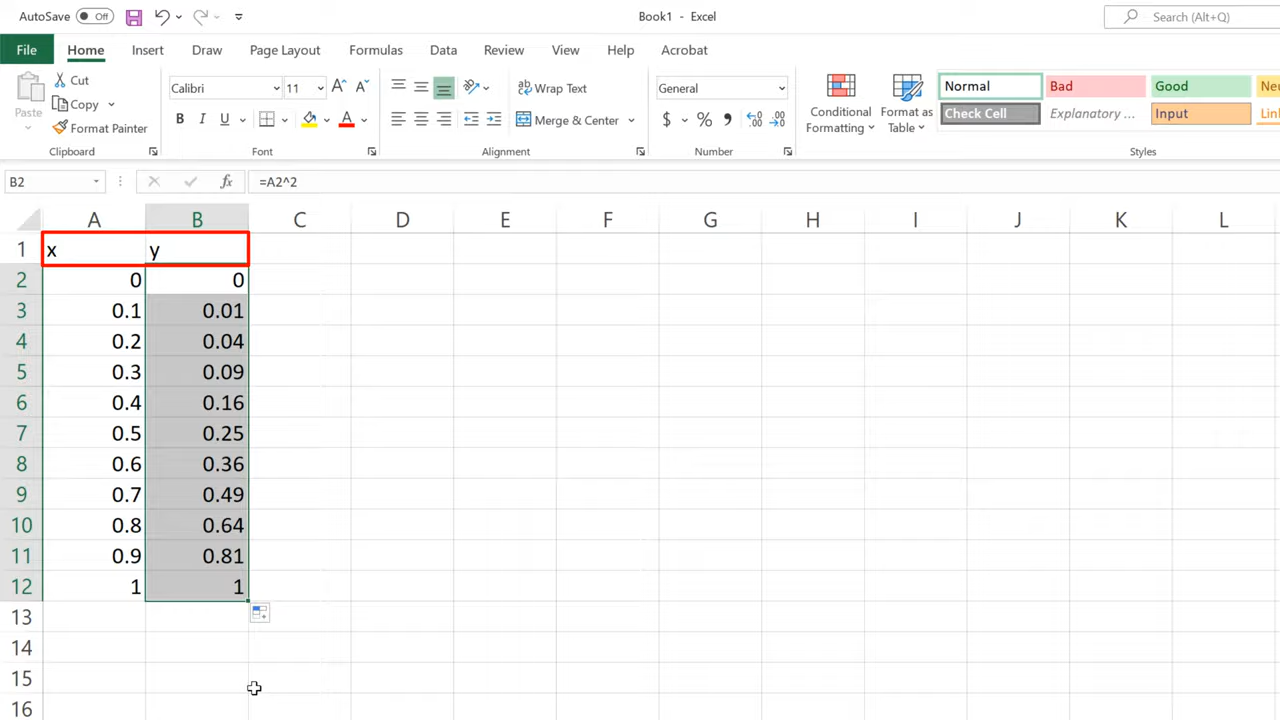 AutoSave Off Book1 - Excel Search (Alt+Q)
File Home Insert Draw Page Layout Formulas Data Review View Help Acrobat
Paste
Cut
Copy
Format Painter
Clipboard
Calibri 11
B I U A
Font
ab Wrap Text
Merge & Center
Alignment
General
$ % 9
Number
Conditional
Formatting
Format as
Table
Normal Bad Good
Check Cell Explanatory ... Input
Styles
B2 fx =A2^2
A B C D E F G H I J K L
1 x y
2 0 0
3 0.1 0.01
4 0.2 0.04
5 0.3 0.09
6 0.4 0.16
7 0.5 0.25
8 0.6 0.36
9 0.7 0.49
10 0.8 0.64
11 0.9 0.81
12 1 1
13
14
15
16